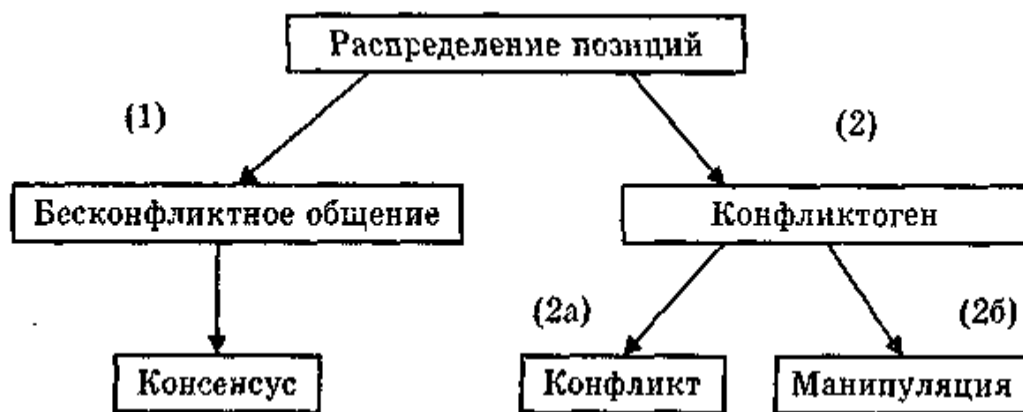 Распределение позиций
(1)
(2)
Бесконфликтное общение
Конфликтоген
(2а)
(2б)
Консенсус
Конфликт
Манипуляция